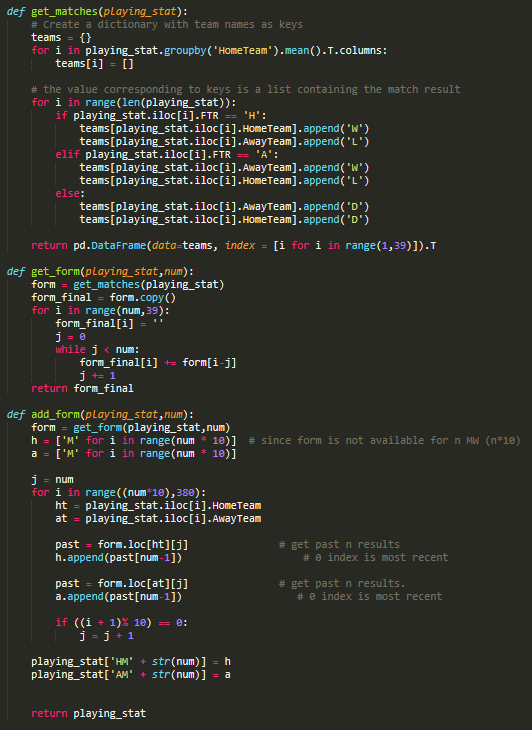 def get_matches(playing_stat):
    # Create a dictionary with team names as keys
    teams = {}
    for i in playing_stat.groupby('HomeTeam').mean().T.columns:
        teams[i] = []

    # the value corresponding to keys is a list containing the match result
    for i in range(len(playing_stat)):
        if playing_stat.iloc[i].FTR == 'H':
            teams[playing_stat.iloc[i].HomeTeam].append('W')
            teams[playing_stat.iloc[i].AwayTeam].append('L')
        elif playing_stat.iloc[i].FTR == 'A':
            teams[playing_stat.iloc[i].AwayTeam].append('W')
            teams[playing_stat.iloc[i].HomeTeam].append('L')
        else:
            teams[playing_stat.iloc[i].AwayTeam].append('D')
            teams[playing_stat.iloc[i].HomeTeam].append('D')

    return pd.DataFrame(data=teams, index = [i for i in range(1,39)]).T

def get_form(playing_stat,num):
    form = get_matches(playing_stat)
    form_final = form.copy()
    for i in range(num,39):
        form_final[i] = ''
        j = 0
        while j < num:
            form_final[i] += form[i-j]
            j += 1
    return form_final

def add_form(playing_stat,num):
    form = get_form(playing_stat,num)
    h = ['M' for i in range(num * 10)]  # since form is not available for n MW (n*10)
    a = ['M' for i in range(num * 10)]

    j = num
    for i in range((num*10),380):
        ht = playing_stat.iloc[i].HomeTeam
        at = playing_stat.iloc[i].AwayTeam

        past = form.loc[ht][j]               # get past n results
        h.append(past[num-1])                    # 0 index is most recent

        past = form.loc[at][j]               # get past n results.
        a.append(past[num-1])                   # 0 index is most recent

        if ((i + 1)% 10) == 0:
            j = j + 1

    playing_stat['HM' + str(num)] = h
    playing_stat['AM' + str(num)] = a


    return playing_stat